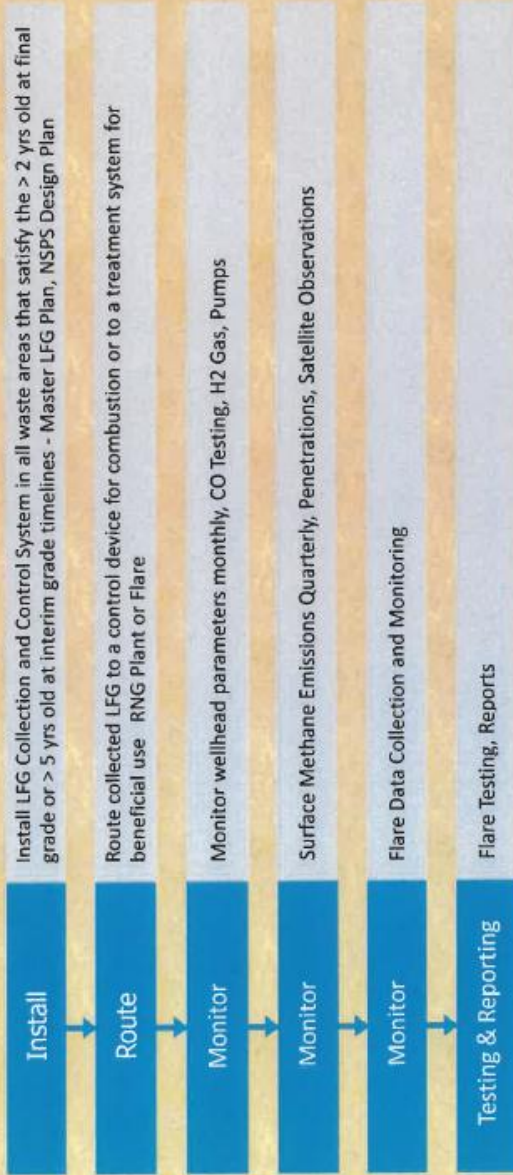 Install
Install LFG Collection and Control System in all waste areas that satisfy the > 2 yrs old at final
grade or > 5 yrs old at interim grade timelines - Master LFG Plan, NSPS Design Plan
Route
Route collected LFG to a control device for combustion or to a treatment system for
beneficial use RNG Plant or Flare
Monitor
Monitor wellhead parameters monthly, CO Testing, H2 Gas, Pumps
Monitor
Surface Methane Emissions Quarterly, Penetrations, Satellite Observations
Monitor
Flare Data Collection and Monitoring
Testing & Reporting
Flare Testing, Reports